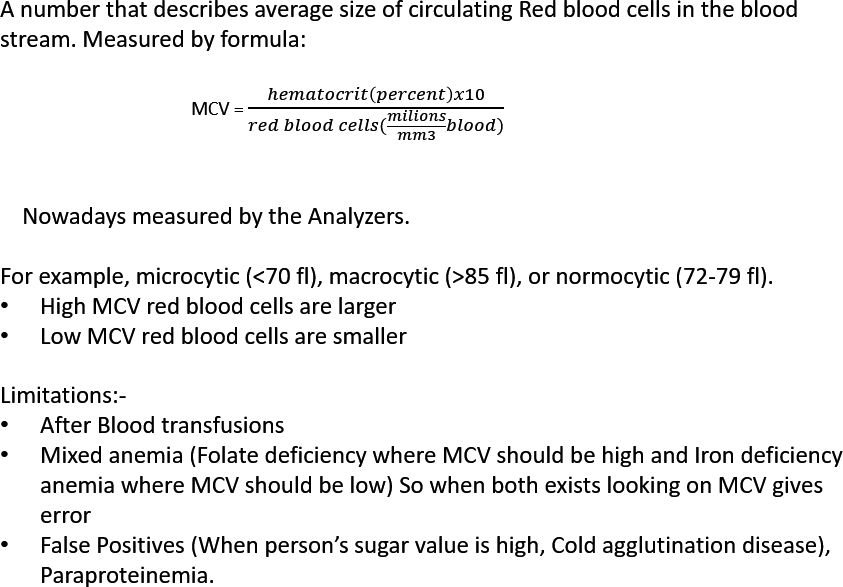 A number that describes average size of circulating Red blood cells in the blood
stream. Measured by formula:
MCV = hematocrit(percent)x10
red blood cells(milions/mm3 blood)
Nowadays measured by the Analyzers.
For example, microcytic (<70 fl), macrocytic (>85 fl), or normocytic (72-79 fl).
• High MCV red blood cells are larger
• Low MCV red blood cells are smaller
Limitations:-
• After Blood transfusions
• Mixed anemia (Folate deficiency where MCV should be high and Iron deficiency
anemia where MCV should be low) So when both exists looking on MCV gives
error
• False Positives (When person’s sugar value is high, Cold agglutination disease),
Paraproteinemia.